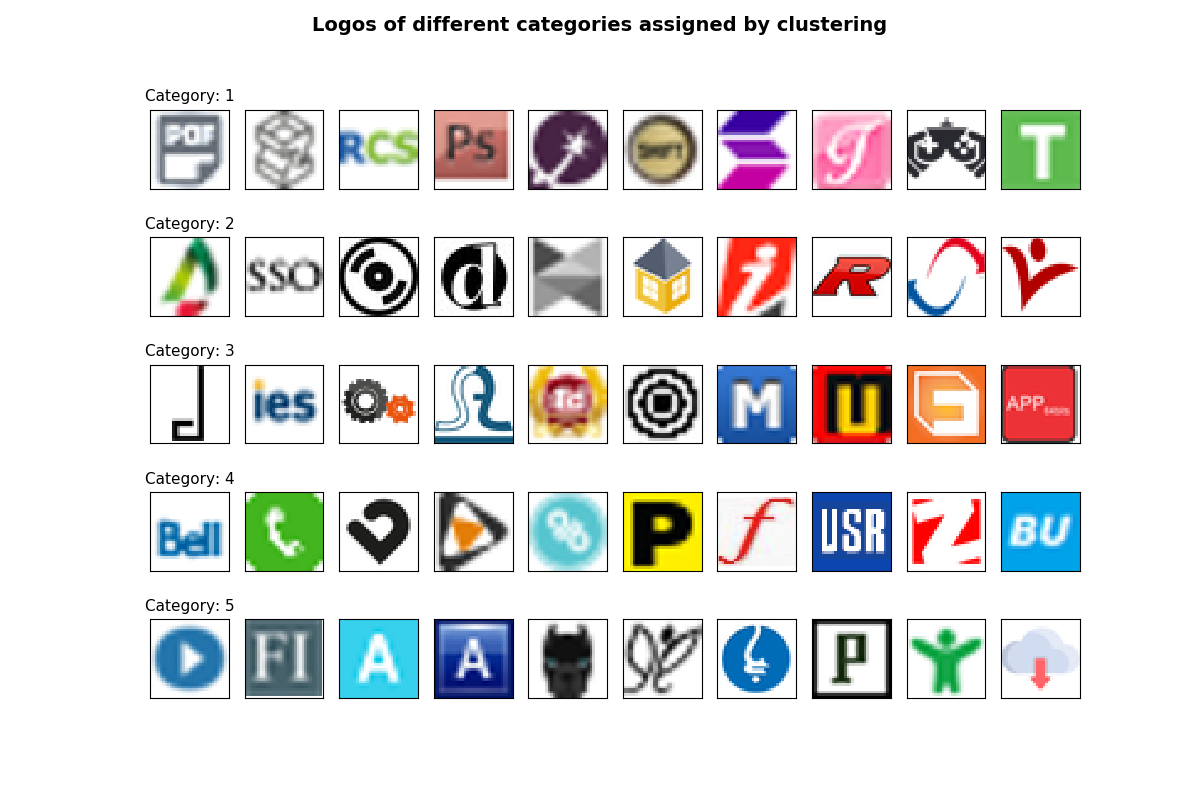 Logos of different categories assigned by clustering
Category: 1
PDF RCS Ps SHIFT T T
Category: 2
SSO d i R
Category: 3
J ies M U APP
Category: 4
Bell P f USR Z BU
Category: 5
FI A A P